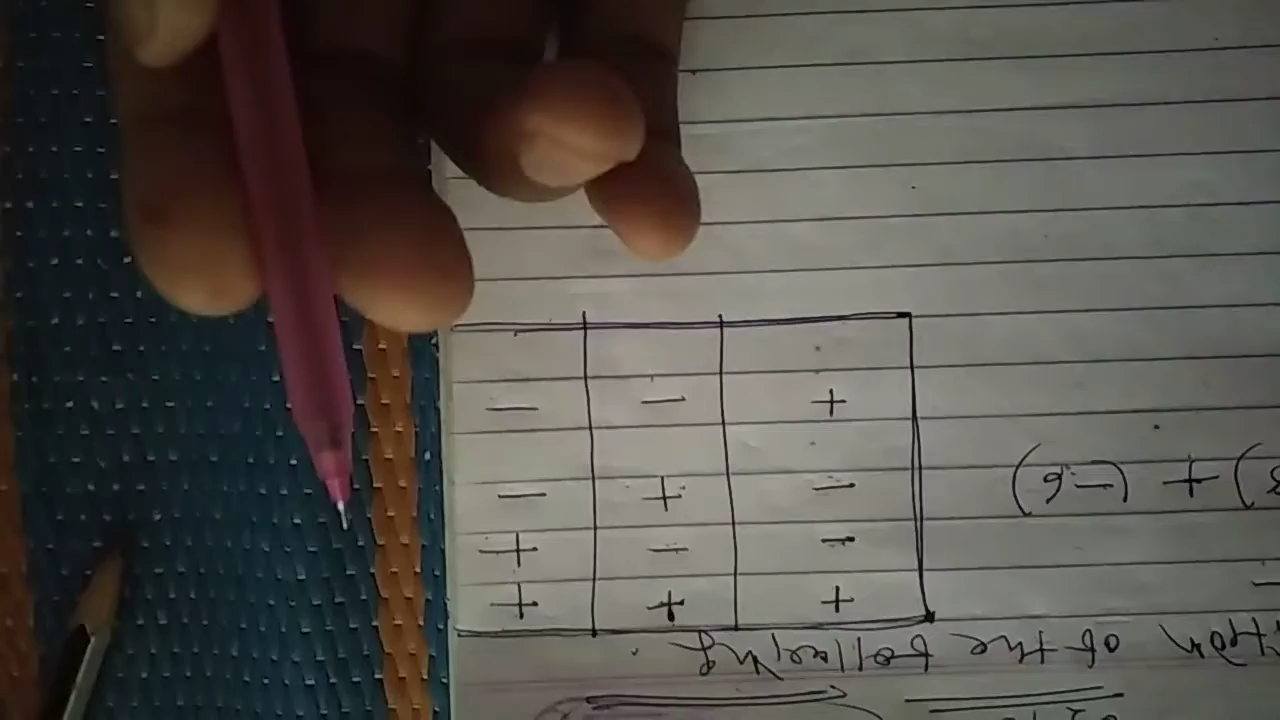 of the following .
+ + +
- - +
+ (-6) - + -
+ - -